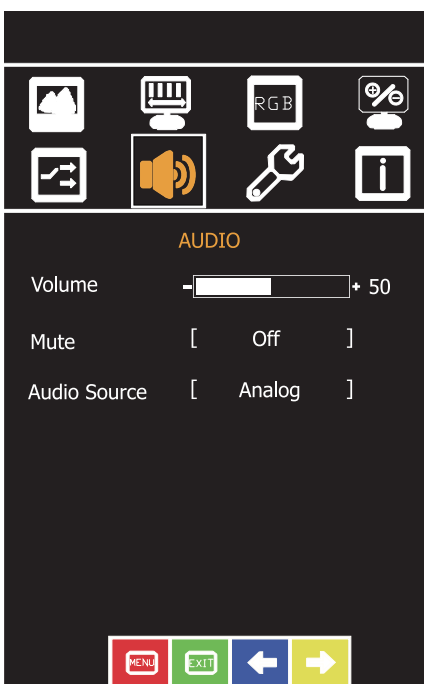 RGB
AUDIO
Volume - + 50
Mute [ Off ]
Audio Source [ Analog ]
MENU EXIT